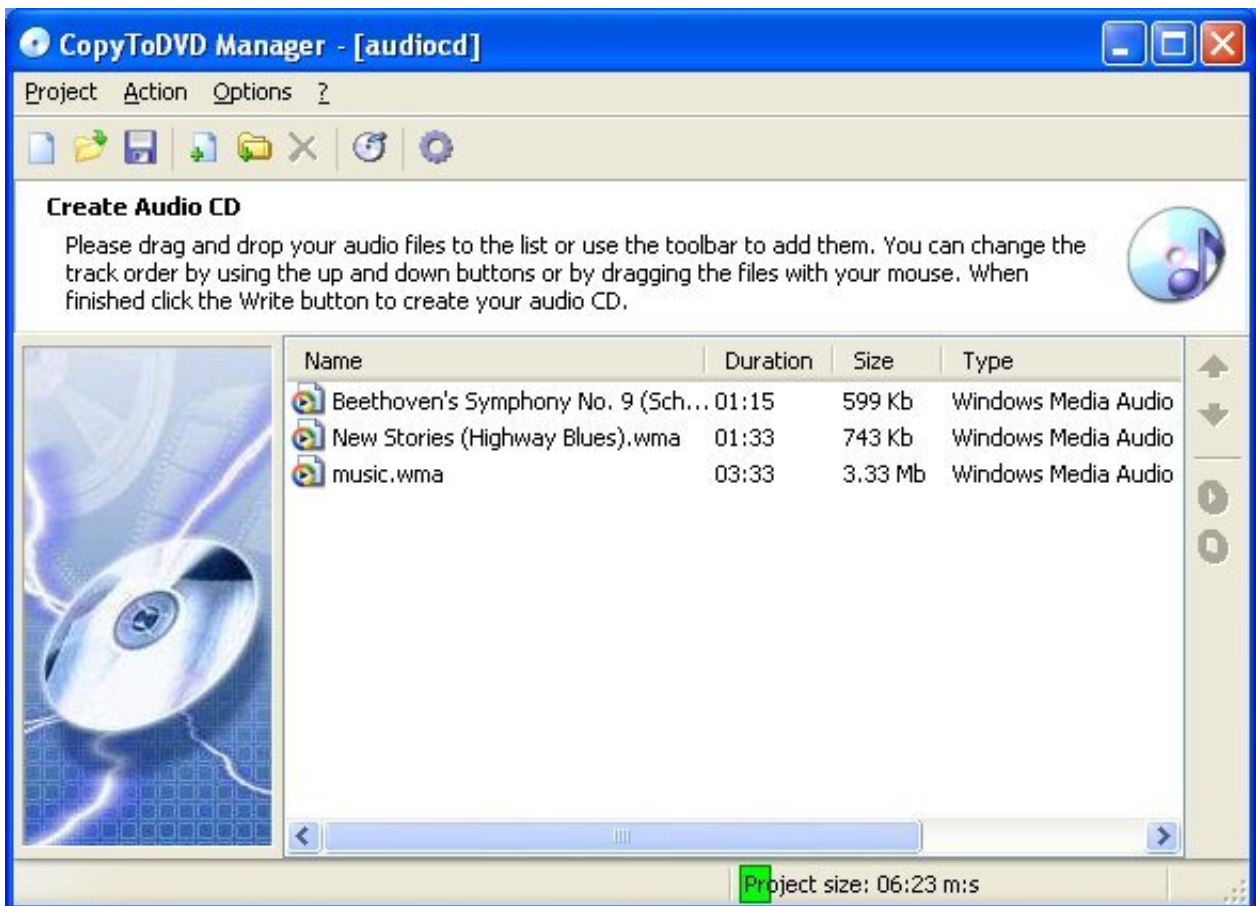 CopyToDVD Manager - [audiocd]
Project Action Options ?
Create Audio CD
Please drag and drop your audio files to the list or use the toolbar to add them. You can change the
track order by using the up and down buttons or by dragging the files with your mouse. When
finished click the Write button to create your audio CD.
Name Duration Size Type
Beethoven's Symphony No. 9 (Sch... 01:15 599 Kb Windows Media Audio
New Stories (Highway Blues).wma 01:33 743 Kb Windows Media Audio
music.wma 03:33 3.33 Mb Windows Media Audio
Project size: 06:23 m:s